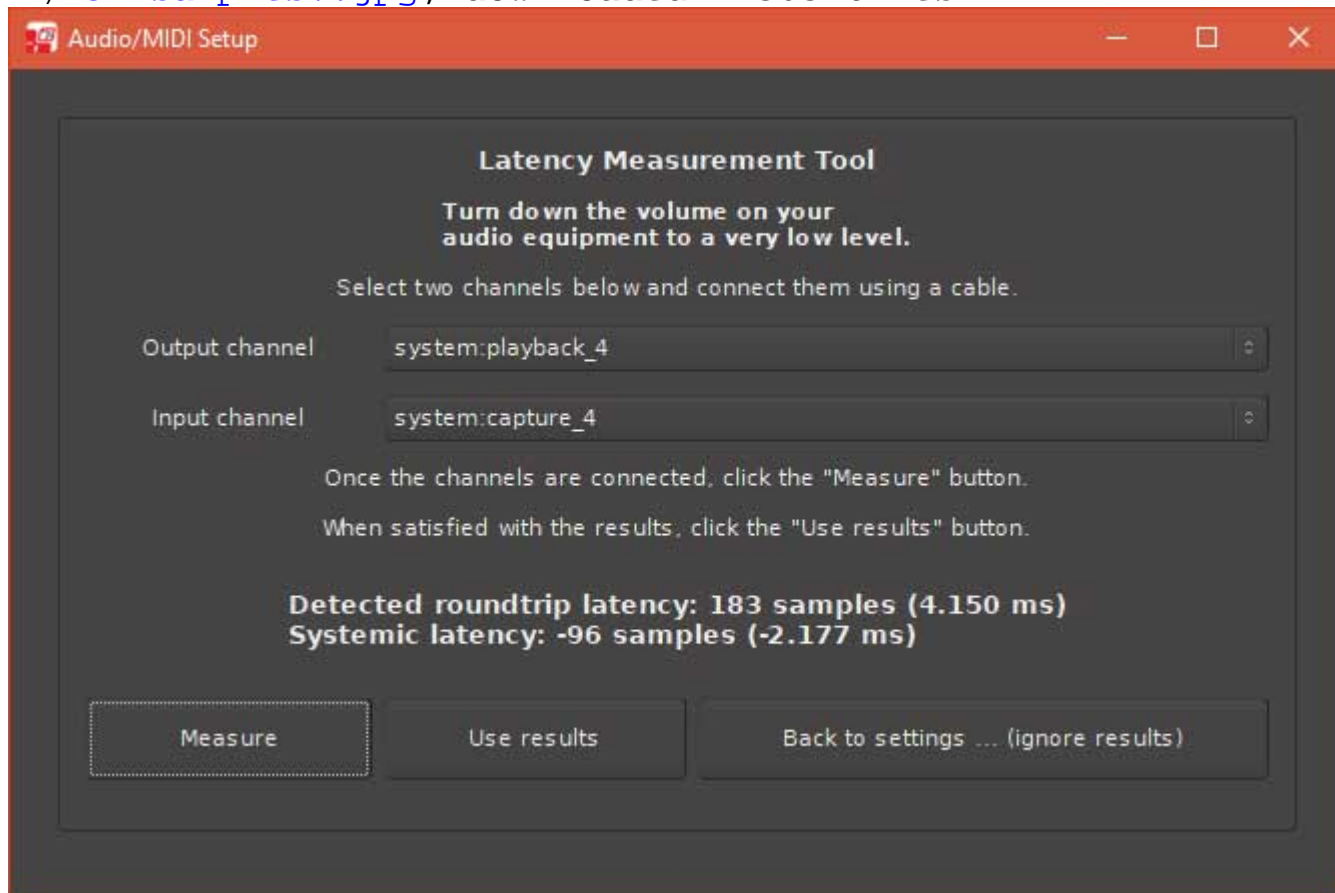 Audio/MIDI Setup
Latency Measurement Tool
Turn down the volume on your
audio equipment to a very low level.
Select two channels below and connect them using a cable.
Output channel system:playback_4
Input channel system:capture_4
Once the channels are connected, click the "Measure" button.
When satisfied with the results, click the "Use results" button.
Detected roundtrip latency: 183 samples (4.150 ms)
Systemic latency: -96 samples (-2.177 ms)
Measure Use results Back to settings ... (ignore results)